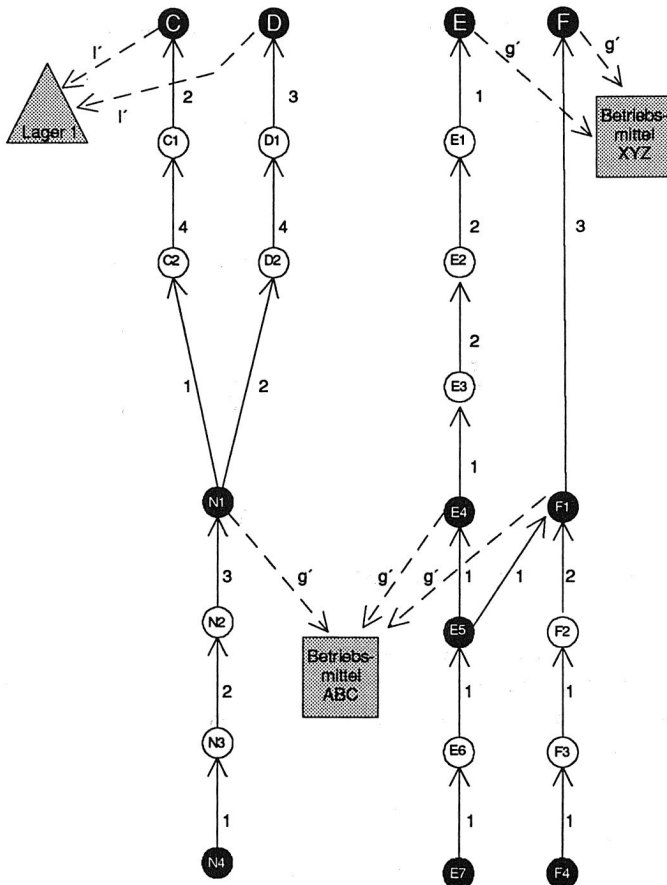 C
D
E
F
l´
g´
g´
2
3
1
Lager 1
l´
C1
D1
E1
Betriebs-
mittel
XYZ
4
4
2
3
C2
D2
E2
2
1
2
E3
1
N1
E4
F1
g´
g´
g´
3
1
1
2
N2
E5
F2
Betriebs-
mittel
ABC
2
1
1
N3
E6
F3
1
1
1
N4
E7
F4